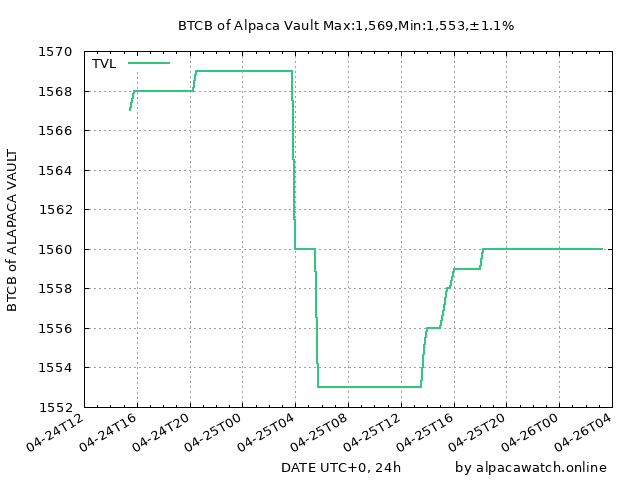 BTCB of Alpaca Vault Max:1,569,Min:1,553,±1.1%
TVL
1570
1568
1566
1564
1562
1560
1558
1556
1554
1552
BTCB of ALAPACA VAULT
04-24T12
04-24T16
04-24T20
04-25T00
04-25T04
04-25T08
04-25T12
04-25T16
04-25T20
04-26T00
04-26T04
DATE UTC+0, 24h
by alpacawatch.online